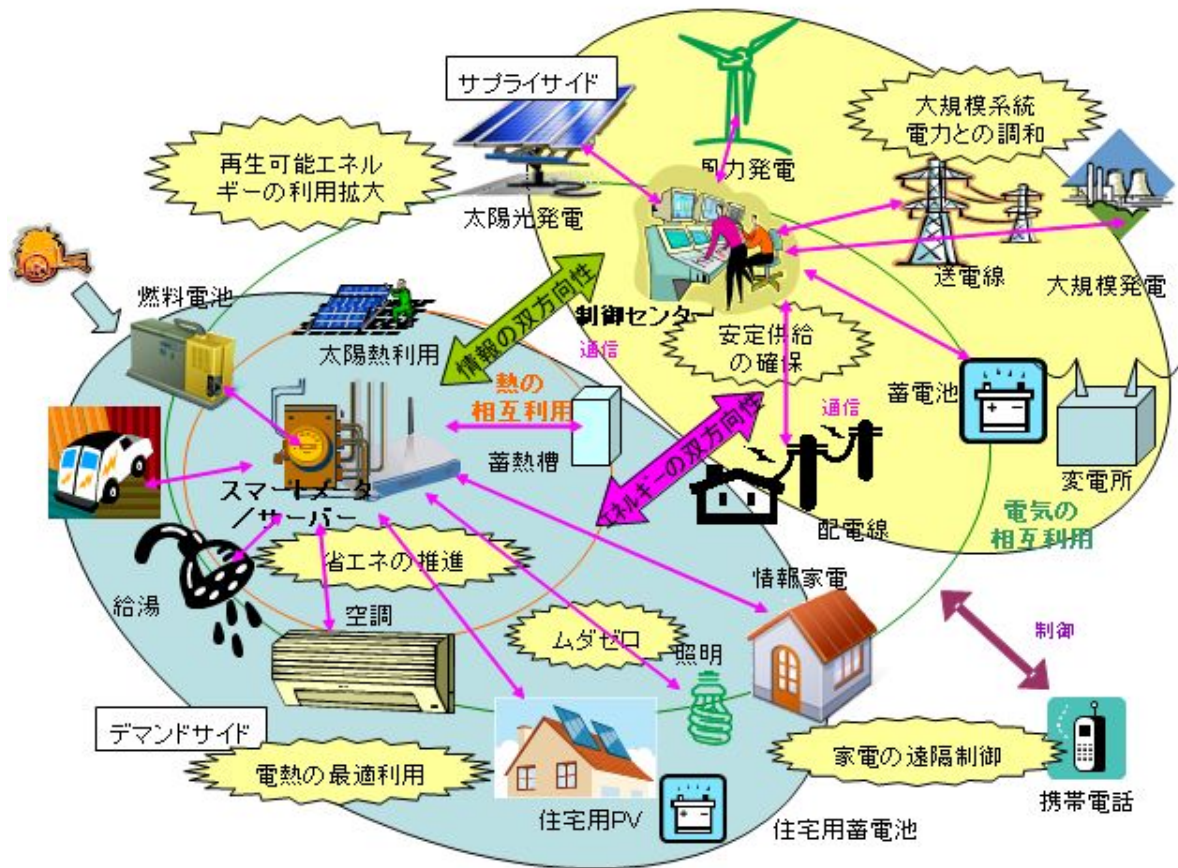 サプライサイド
大規模系統
電力との調和
再生可能エネル
ギーの利用拡大
風力発電
太陽光発電
送電線
大規模発電
燃料電池
太陽熱利用
情報の双方向性
制御センター
通信
安定供給
の確保
熱の
相互利用
蓄電池
通信
エネルギーの双方向性
蓄熱槽
変電所
スマートメータ
/サーバー
配電線
電気の
相互利用
省エネの推進
情報家電
給湯
空調
ムダゼロ
照明
制御
デマンドサイド
電熱の最適利用
家電の遠隔制御
住宅用PV
住宅用蓄電池
携帯電話